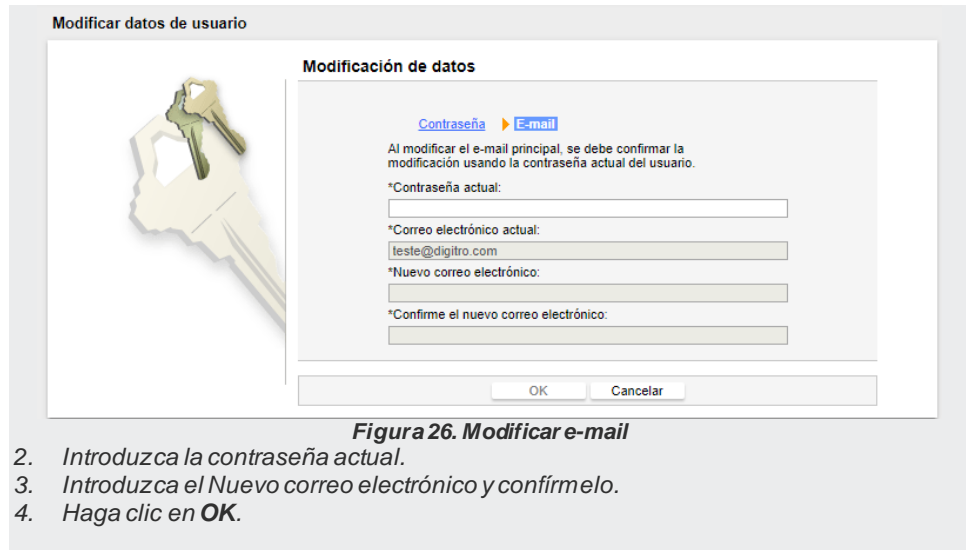 Modificar datos de usuario
Modificación de datos
Contraseña E-mail
Al modificar el e-mail principal, se debe confirmar la
modificación usando la contraseña actual del usuario.
*Contraseña actual:
*Correo electrónico actual:
teste@digitro.com
*Nuevo correo electrónico:
*Confirme el nuevo correo electrónico:
OK Cancelar
Figura 26. Modificar e-mail
2. Introduzca la contraseña actual.
3. Introduzca el Nuevo correo electrónico y confírmelo.
4. Haga clic en OK.